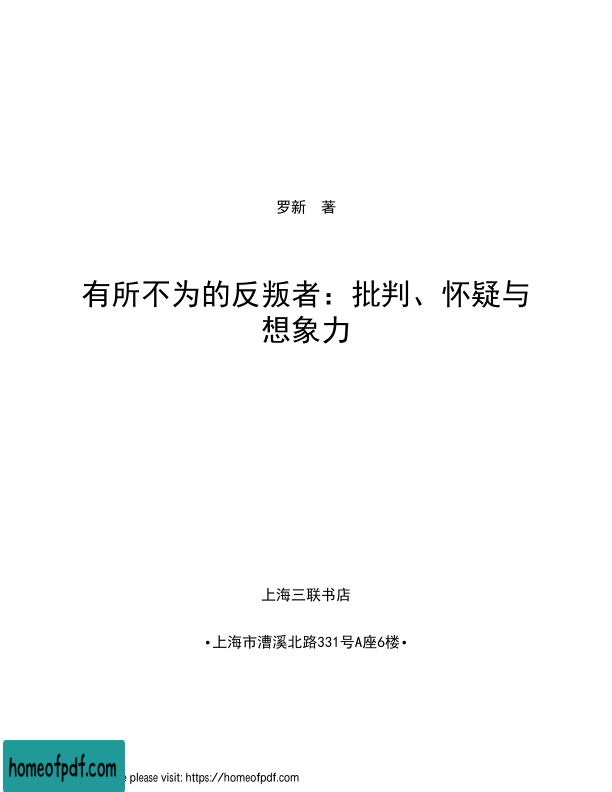 罗新　著
有所不为的反叛者：批判、怀疑与
想象力
上海三联书店
•上海市漕溪北路331号A座6楼•
homeofpdf.com
please visit: https://homeofpdf.com